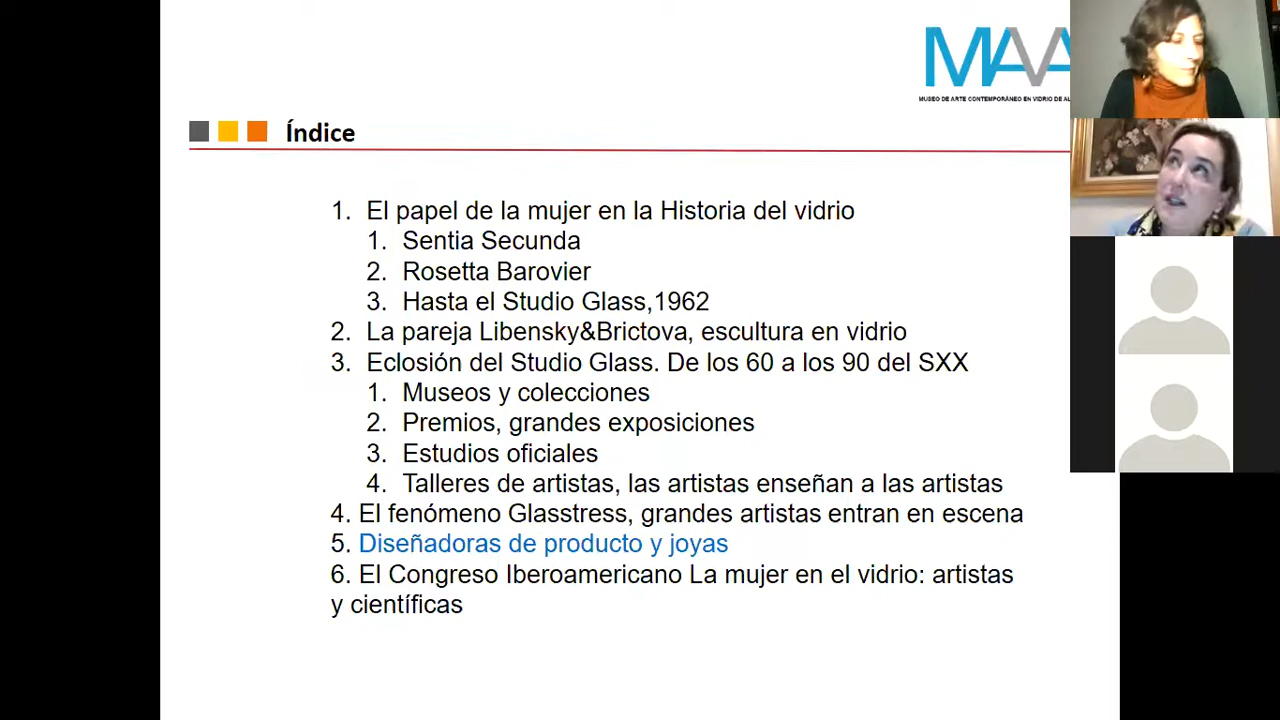 MAVA
MUSEO DE ARTE CONTEMPORÁNEO EN VIDRIO DE AL
Índice
1. El papel de la mujer en la Historia del vidrio
1. Sentia Secunda
2. Rosetta Barovier
3. Hasta el Studio Glass,1962
2. La pareja Libensky&Brictova, escultura en vidrio
3. Eclosión del Studio Glass. De los 60 a los 90 del SXX
1. Museos y colecciones
2. Premios, grandes exposiciones
3. Estudios oficiales
4. Talleres de artistas, las artistas enseñan a las artistas
4. El fenómeno Glasstress, grandes artistas entran en escena
5. Diseñadoras de producto y joyas
6. El Congreso Iberoamericano La mujer en el vidrio: artistas
y científicas